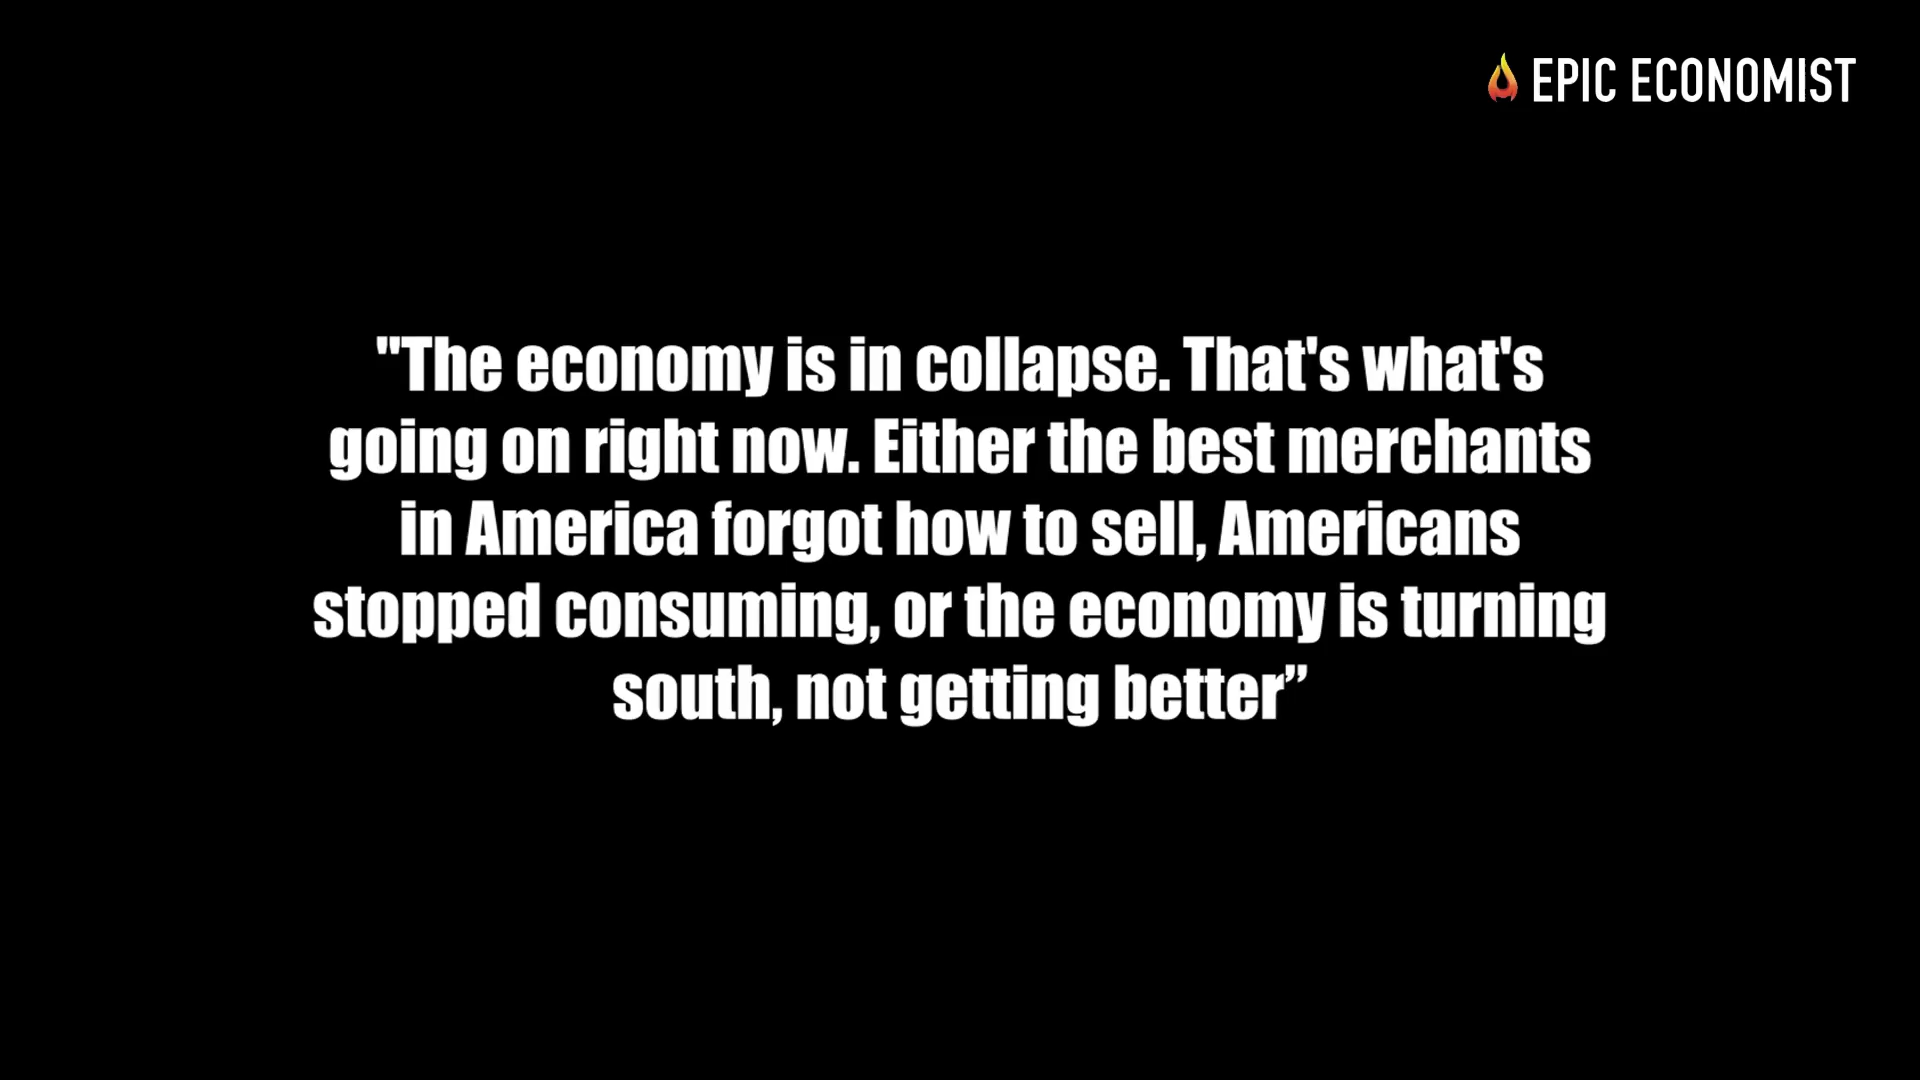 EPIC ECONOMIST
"The economy is in collapse. That's what's
going on right now. Either the best merchants
in America forgot how to sell, Americans
stopped consuming, or the economy is turning
south, not getting better”